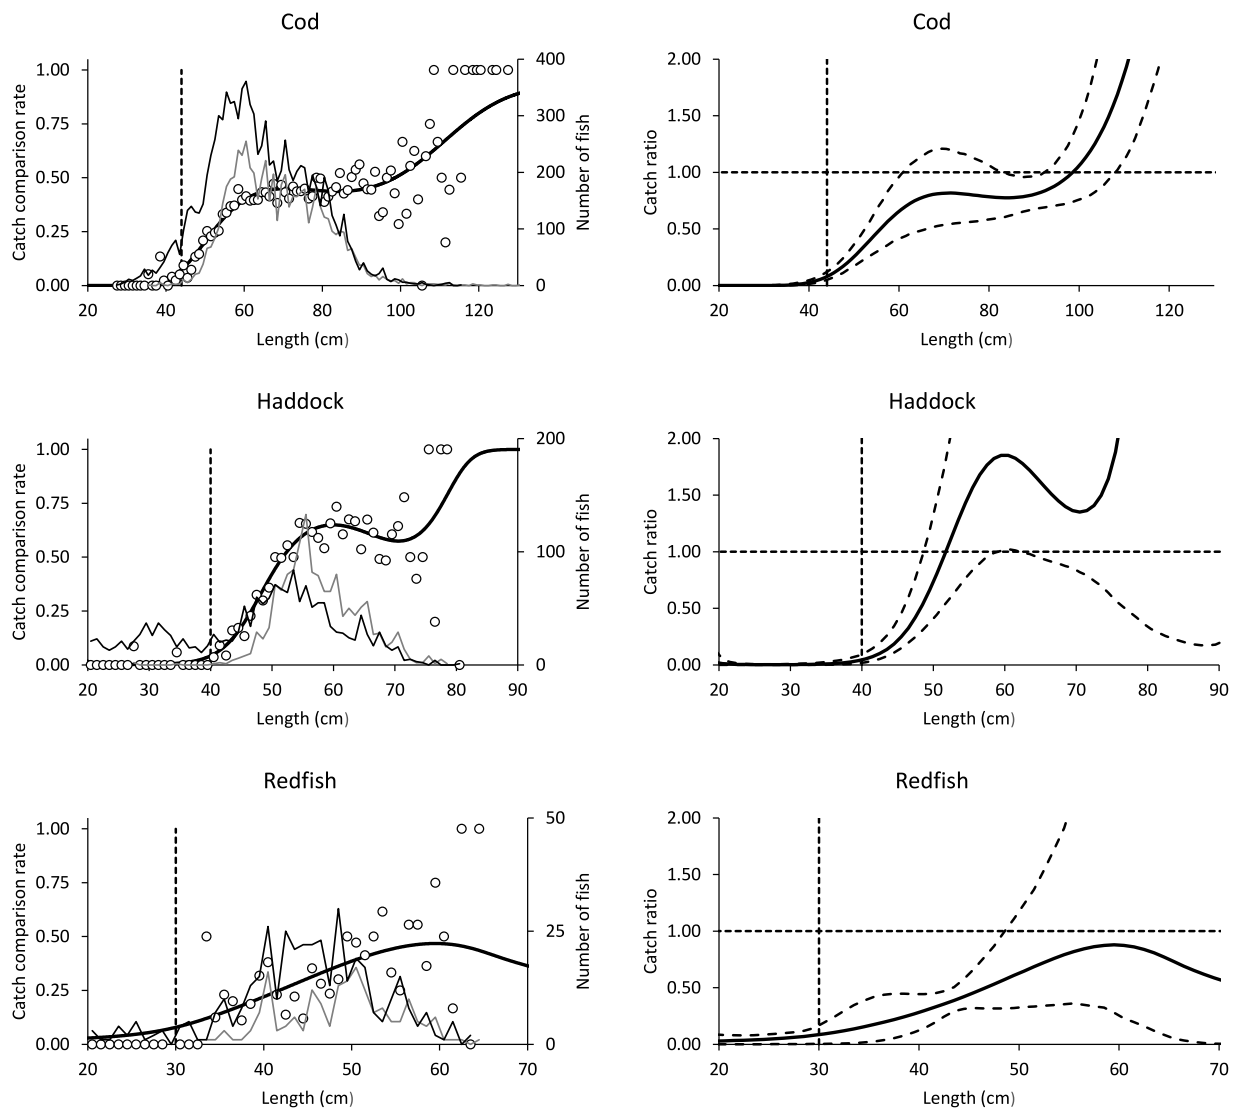 Cod
Catch comparison rate
1.00
0.75
0.50
0.25
0.00
400
300
200
100
0
Number of fish
20 40 60 80 100 120
Length (cm)
Cod
Catch ratio
2.00
1.50
1.00
0.50
0.00
20 40 60 80 100 120
Length (cm)
Haddock
Catch comparison rate
1.00
0.75
0.50
0.25
0.00
200
100
0
Number of fish
20 30 40 50 60 70 80 90
Length (cm)
Haddock
Catch ratio
2.00
1.50
1.00
0.50
0.00
20 30 40 50 60 70 80 90
Length (cm)
Redfish
Catch comparison rate
1.00
0.75
0.50
0.25
0.00
50
25
0
Number of fish
20 30 40 50 60 70
Length (cm)
Redfish
Catch ratio
2.00
1.50
1.00
0.50
0.00
20 30 40 50 60 70
Length (cm)